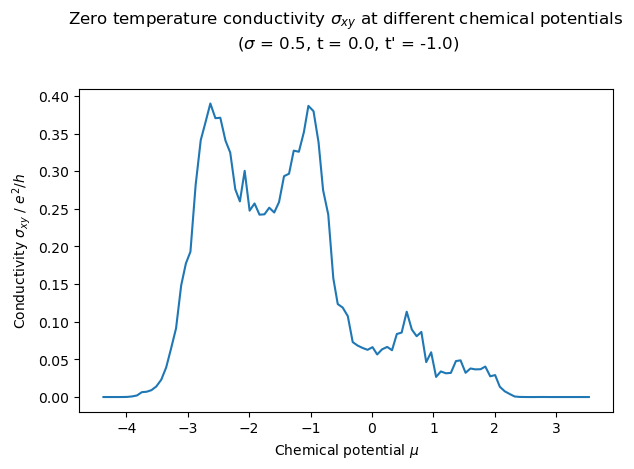 Zero temperature conductivity σxy at different chemical potentials
(σ = 0.5, t = 0.0, t' = -1.0)
0.40
0.35
0.30
0.25
0.20
0.15
0.10
0.05
0.00
Conductivity σxy / e²/h
−4 −3 −2 −1 0 1 2 3
Chemical potential μ